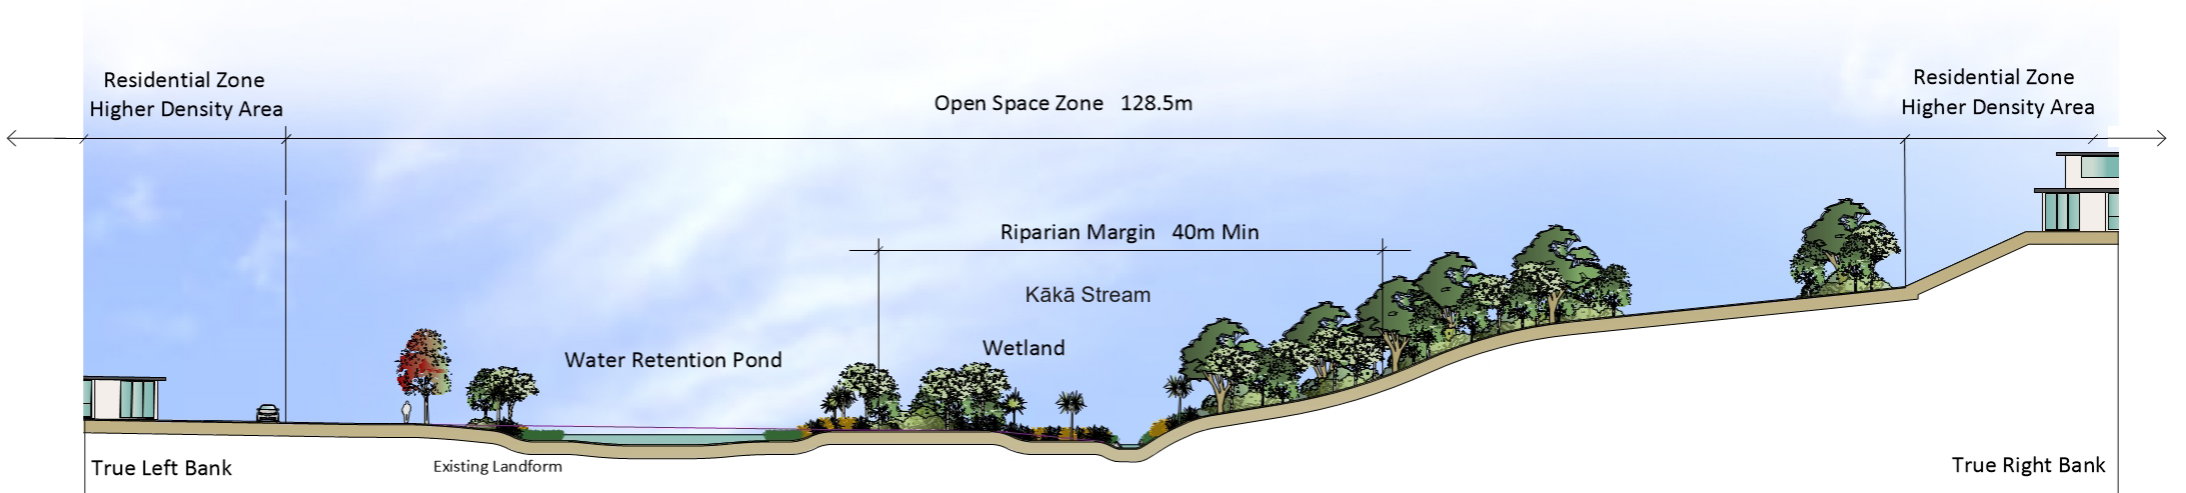 Residential Zone
Higher Density Area
Open Space Zone 128.5m
Residential Zone
Higher Density Area
Riparian Margin 40m Min
Kākā Stream
Wetland
Water Retention Pond
True Left Bank
Existing Landform
True Right Bank